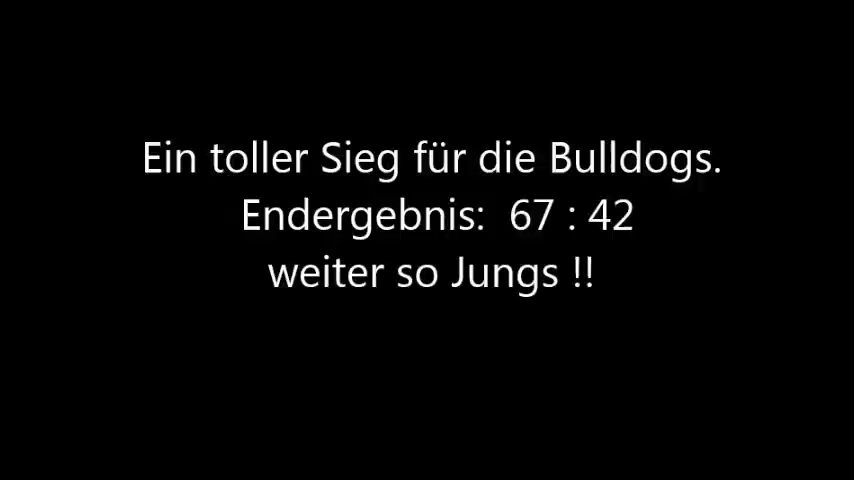 Ein toller Sieg für die Bulldogs.
Endergebnis:  67 : 42
weiter so Jungs !!